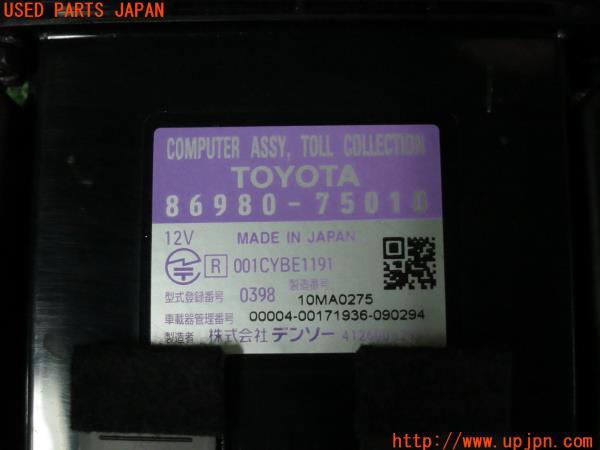 USED PARTS JAPAN
COMPUTER ASSY, TOLL COLLECTION
TOYOTA
86980-75010
12V MADE IN JAPAN
R 001CYBE1191
型式登録番号 0398 製造番号 10MA0275
車載器管理番号 00004-00171936-090294
製造者 株式会社 デンソー
http://www.upjpn.com/